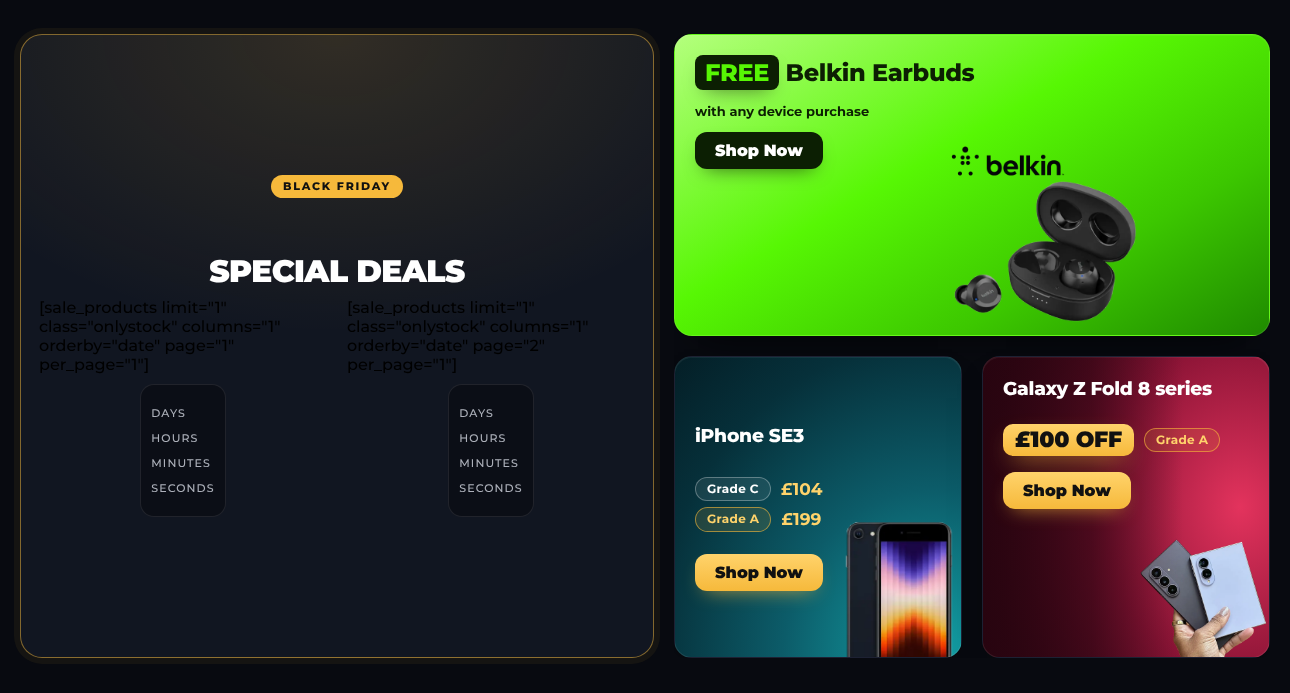 BLACK FRIDAY
SPECIAL DEALS
[sale_products limit="1"
class="onlystock" columns="1"
orderby="date" page="1"
per_page="1"]
DAYS
HOURS
MINUTES
SECONDS
[sale_products limit="1"
class="onlystock" columns="1"
orderby="date" page="2"
per_page="1"]
DAYS
HOURS
MINUTES
SECONDS
FREE Belkin Earbuds
with any device purchase
Shop Now
belkin
iPhone SE3
Grade C £104
Grade A £199
Shop Now
Galaxy Z Fold 8 series
£100 OFF Grade A
Shop Now